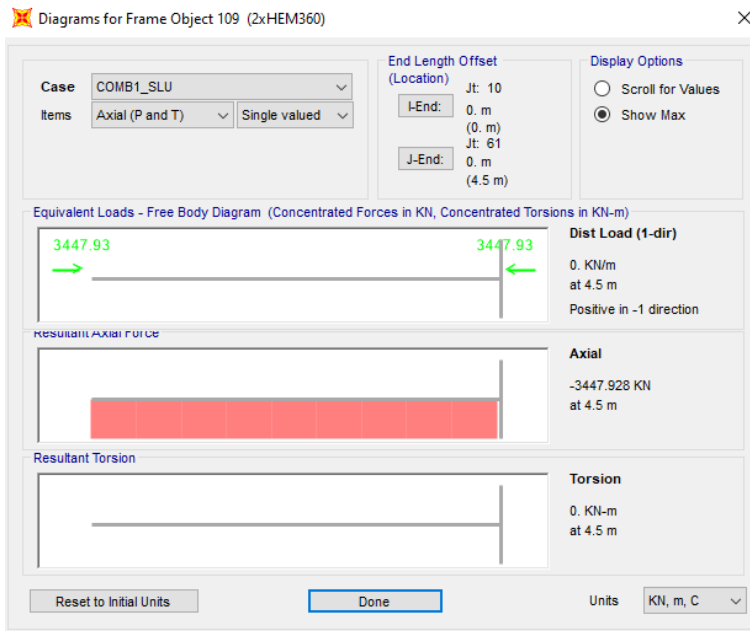 Diagrams for Frame Object 109 (2xHEM360)
Case COMB1_SLU
Items Axial (P and T) Single valued
End Length Offset
(Location)
Jt: 10
I-End: 0. m
(0. m)
Jt: 61
J-End: 0. m
(4.5 m)
Display Options
Scroll for Values
Show Max
Equivalent Loads - Free Body Diagram (Concentrated Forces in KN, Concentrated Torsions in KN-m)
3447.93 3447.93
Dist Load (1-dir)
0. KN/m
at 4.5 m
Positive in -1 direction
Resultant Axial Force
Axial
-3447.928 KN
at 4.5 m
Resultant Torsion
Torsion
0. KN-m
at 4.5 m
Reset to Initial Units Done Units KN, m, C